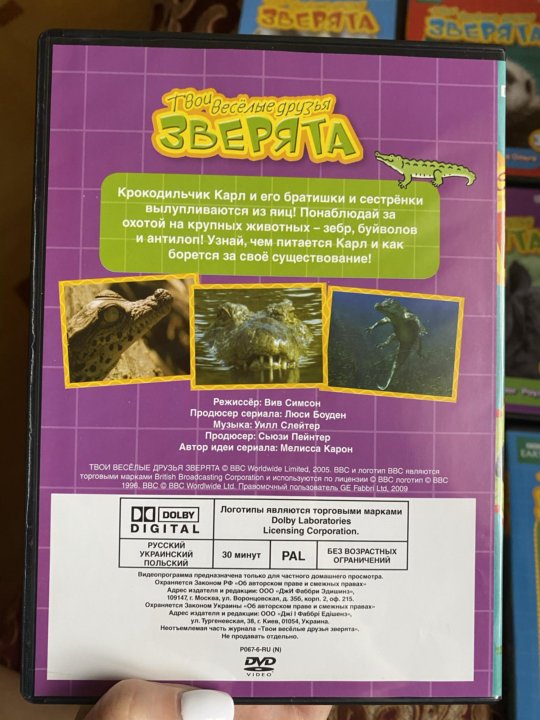 ЗВЕРЯТА
Твои весёлые друзья
ЗВЕРЯТА
Крокодильчик Карл и его братишки и сестрёнки
вылупливаются из яиц! Понаблюдай за
охотой на крупных животных – зебр, буйволов
и антилоп! Узнай, чем питается Карл и как
борется за своё существование!
Режиссёр: Вив Симсон
Продюсер сериала: Люси Боуден
Музыка: Уилл Слейтер
Продюсер: Сьюзи Пейнтер
Автор идеи сериала: Мелисса Карон
ТВОИ ВЕСЁЛЫЕ ДРУЗЬЯ ЗВЕРЯТА © BBC Worldwide Limited, 2005. BBC и логотип BBC являются
торговыми марками British Broadcasting Corporation и используются по лицензии © BBC логотип © BBC
1996. BBC © BBC Wordlwide Ltd. Правомочный пользователь GE Fabbri Ltd, 2009
DOLBY
DIGITAL
Логотипы являются торговыми марками
Dolby Laboratories
Licensing Corporation.
РУССКИЙ
УКРАИНСКИЙ
ПОЛЬСКИЙ
30 минут
PAL
БЕЗ ВОЗРАСТНЫХ
ОГРАНИЧЕНИЙ
Видеопрограмма предназначена только для частного домашнего просмотра.
Охраняется Законом РФ «Об авторском праве и смежных правах»
Адрес издателя и редакции: ООО «ДжИ Фаббри Эдишинз»,
109147, г. Москва, ул. Воронцовская, д. 35б, корп. 2, оф. 215.
Охраняется Законом Украины «Об авторском праве и смежных правах»
Адрес издателя и редакции: ООО «Джі І Фаббрі Едішенз»,
ул. Тургеневская, 38, г. Киев, 01054, Украина.
Неотъемлемая часть журнала «Твои веселые друзья зверята».
Не продавать отдельно.
P067-6-RU (N)
DVD
VIDEO